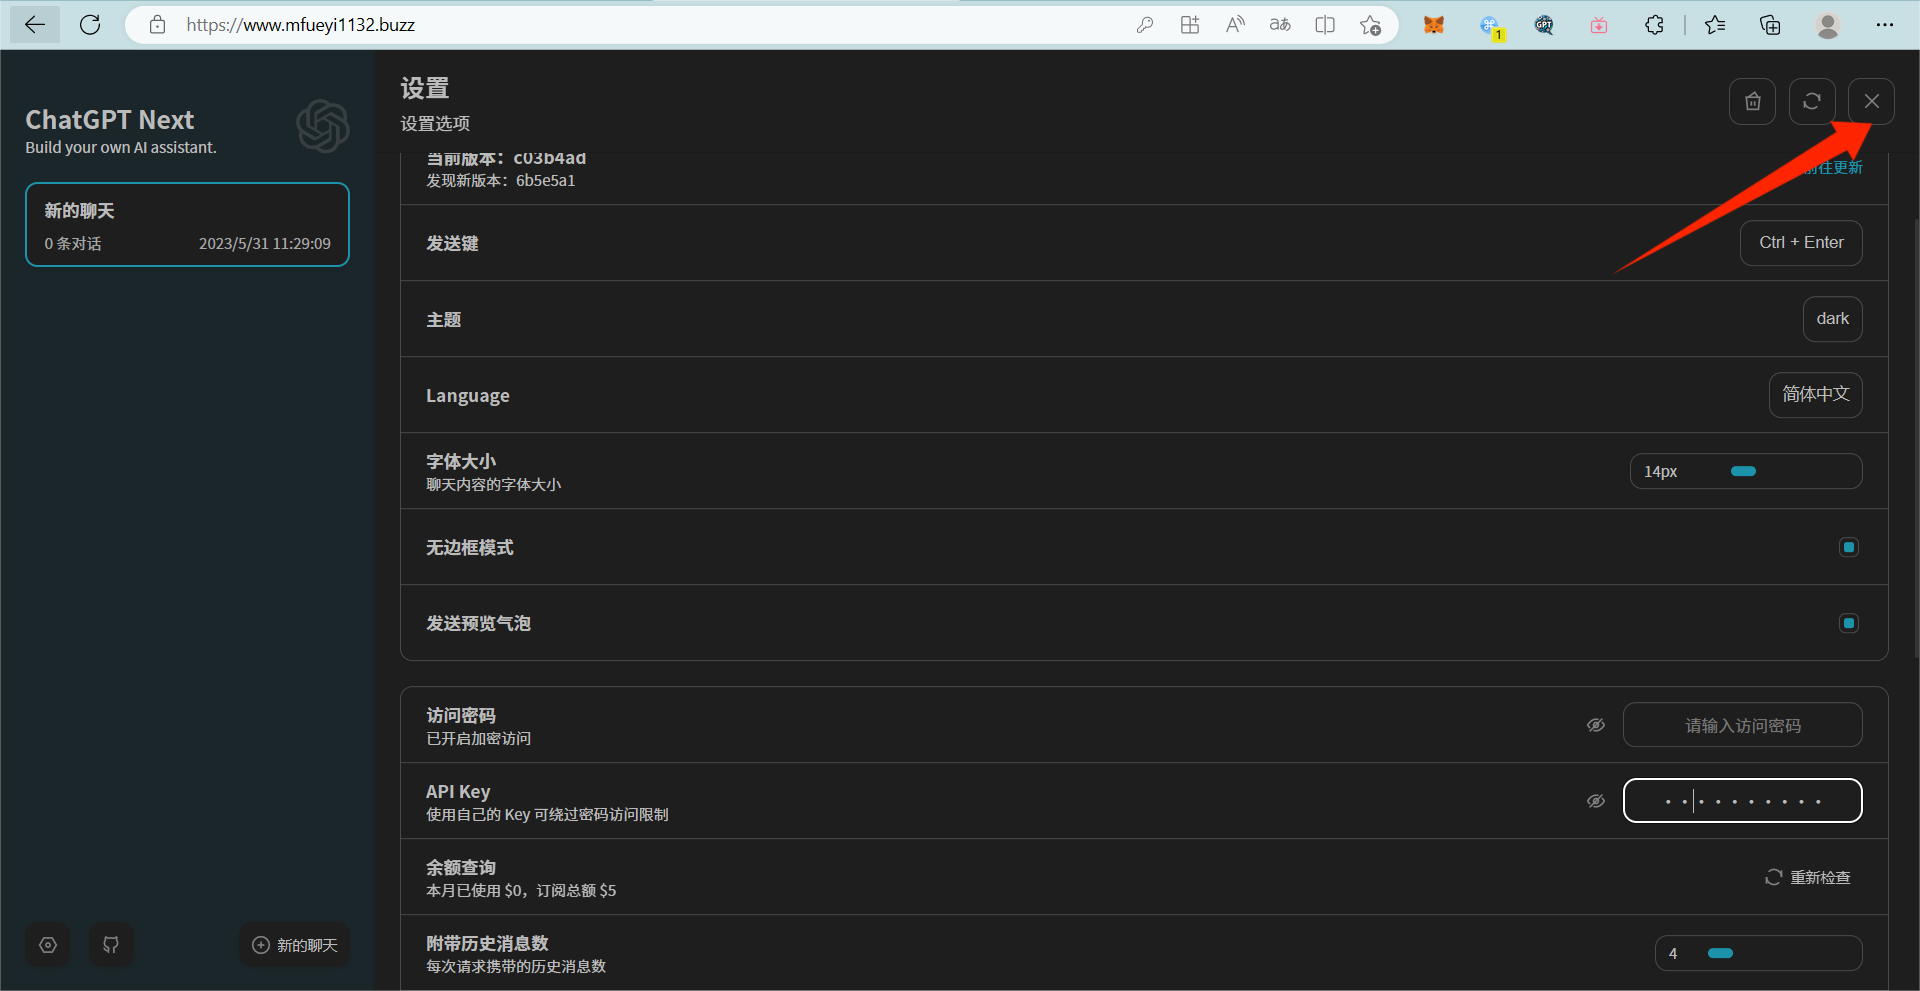 https://www.mfueyi1132.buzz
1
GPT
ChatGPT Next
Build your own AI assistant.
新的聊天
0 条对话
2023/5/31 11:29:09
新的聊天
设置
设置选项
当前版本：c03b4ad
发现新版本：6b5e5a1
前往更新
发送键
Ctrl + Enter
主题
dark
Language
简体中文
字体大小
聊天内容的字体大小
14px
无边框模式
发送预览气泡
访问密码
已开启加密访问
请输入访问密码
API Key
使用自己的 Key 可绕过密码访问限制
余额查询
本月已使用 $0，订阅总额 $5
重新检查
附带历史消息数
每次请求携带的历史消息数
4